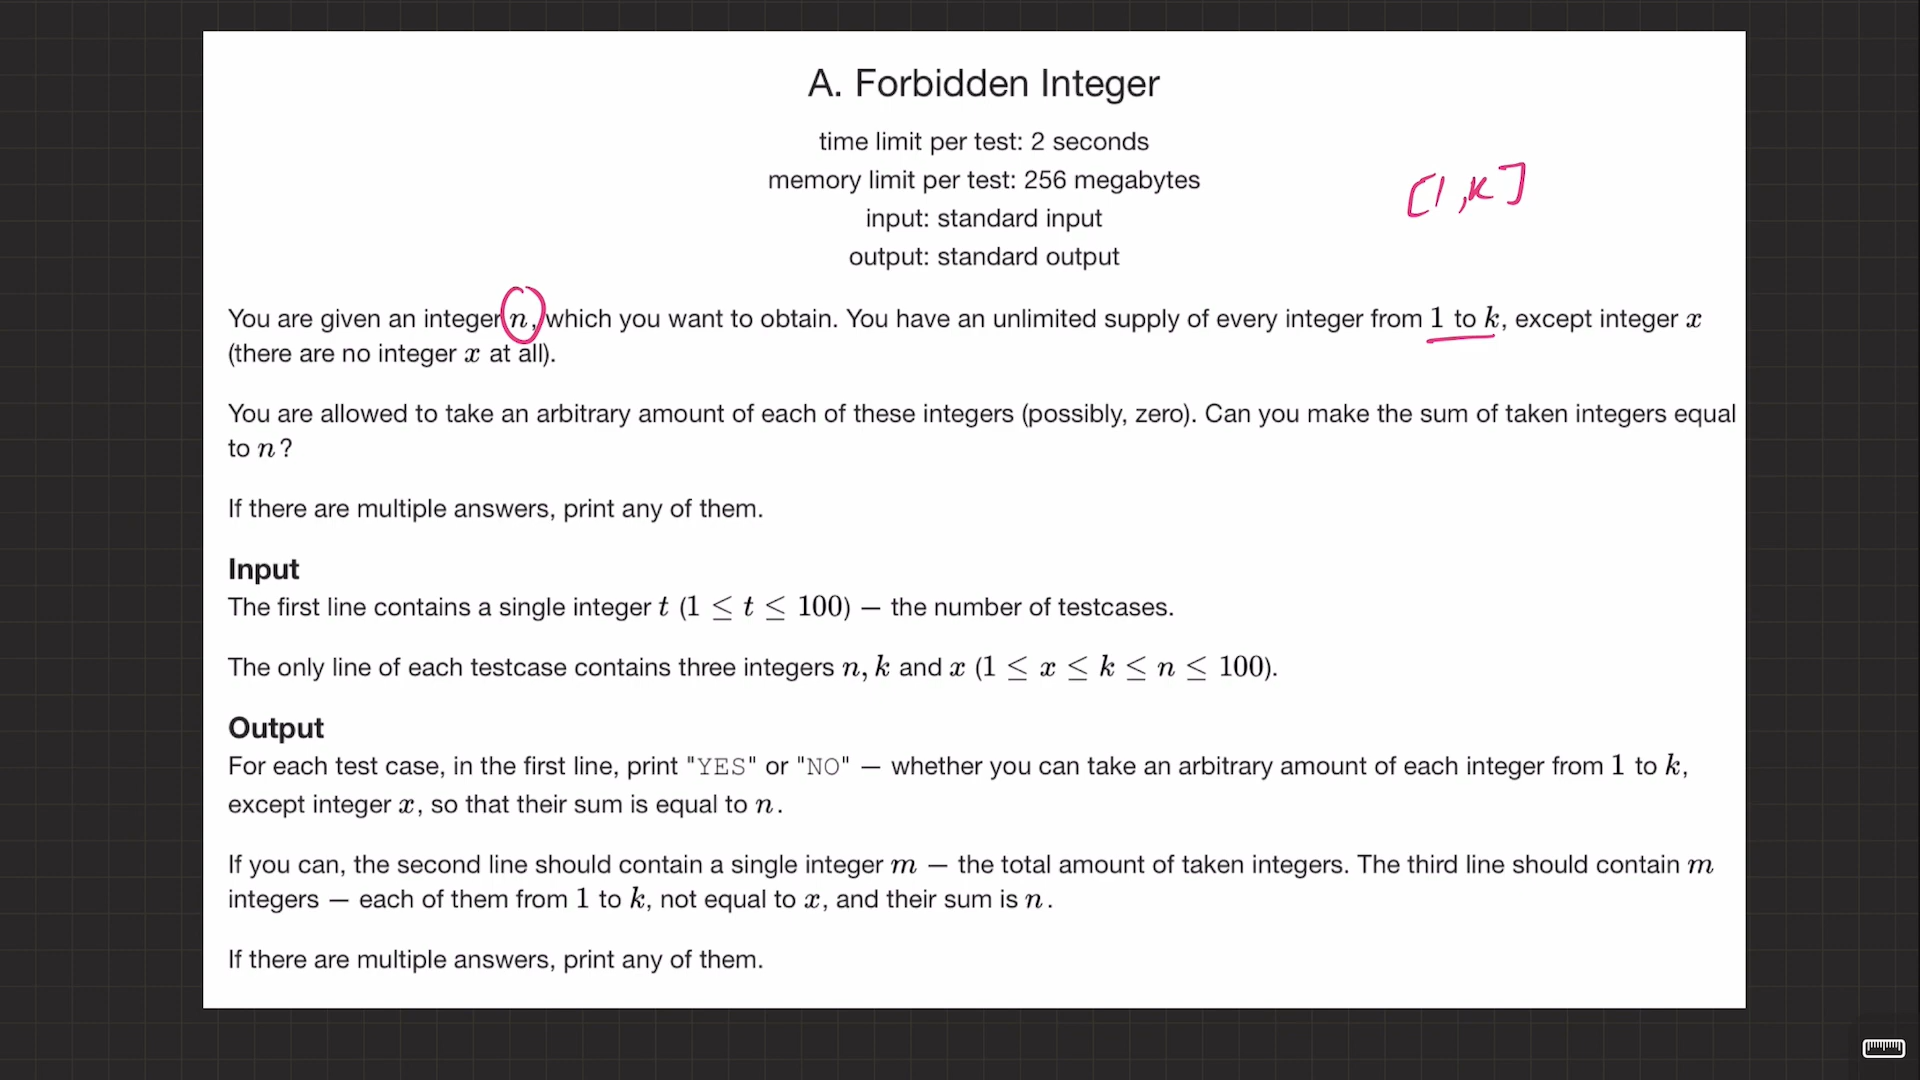 A. Forbidden Integer
time limit per test: 2 seconds
memory limit per test: 256 megabytes
input: standard input
output: standard output
[1,k]
You are given an integer n, which you want to obtain. You have an unlimited supply of every integer from 1 to k, except integer x
(there are no integer x at all).
You are allowed to take an arbitrary amount of each of these integers (possibly, zero). Can you make the sum of taken integers equal
to n?
If there are multiple answers, print any of them.
Input
The first line contains a single integer t (1 ≤ t ≤ 100) — the number of testcases.
The only line of each testcase contains three integers n, k and x (1 ≤ x ≤ k ≤ n ≤ 100).
Output
For each test case, in the first line, print "YES" or "NO" — whether you can take an arbitrary amount of each integer from 1 to k,
except integer x, so that their sum is equal to n.
If you can, the second line should contain a single integer m — the total amount of taken integers. The third line should contain m
integers — each of them from 1 to k, not equal to x, and their sum is n.
If there are multiple answers, print any of them.